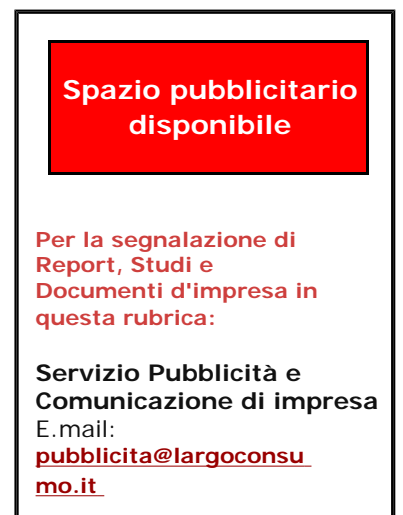 Spazio pubblicitario
disponibile
Per la segnalazione di
Report, Studi e
Documenti d'impresa in
questa rubrica:
Servizio Pubblicità e
Comunicazione di impresa
E.mail:
pubblicita@largoconsu
mo.it